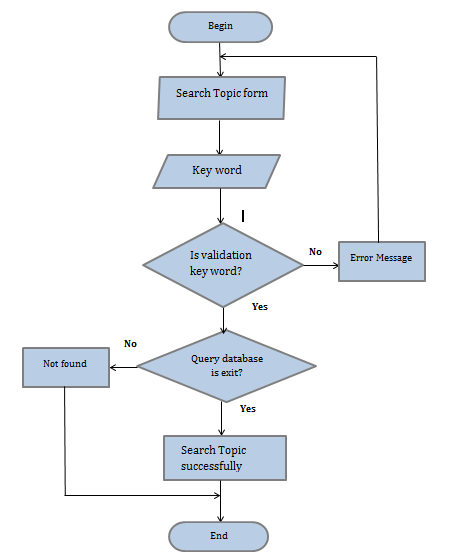 Begin
Search Topic form
Key word
Is validation
key word?
No
Error Message
Yes
Query database
is exit?
No
Not found
Yes
Search Topic
successfully
End